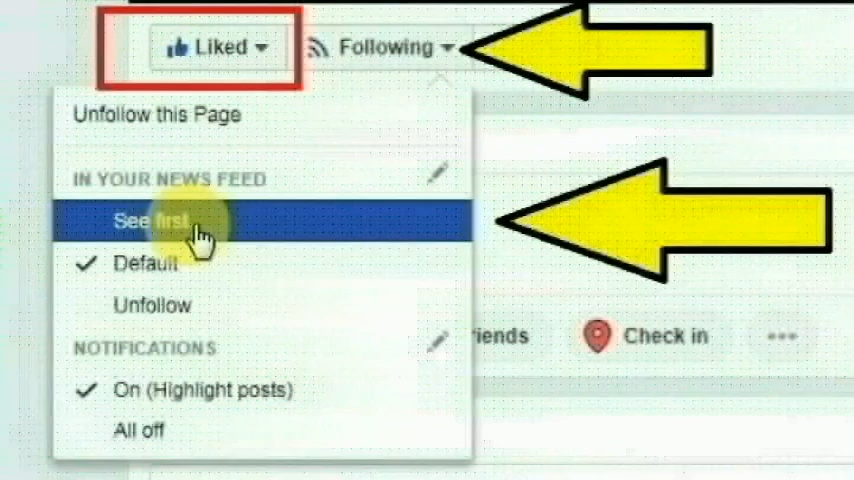 Liked Following
Unfollow this Page
IN YOUR NEWS FEED
See first
Default
Unfollow
NOTIFICATIONS
riends Check in
On (Highlight posts)
All off